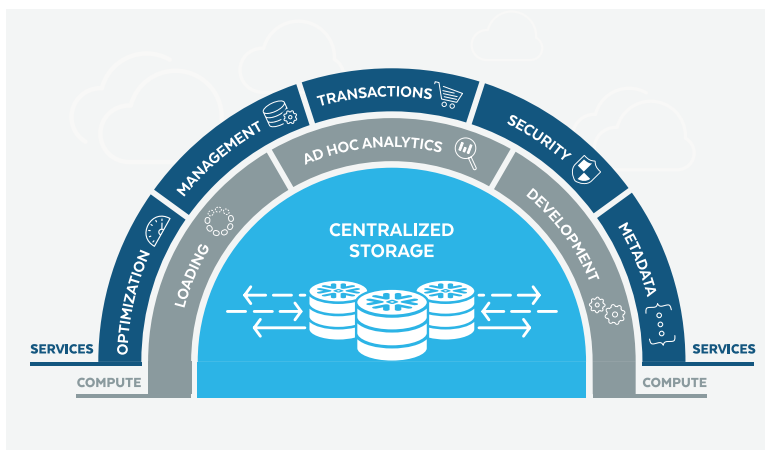 TRANSACTIONS
MANAGEMENT
SECURITY
OPTIMIZATION
METADATA
AD HOC ANALYTICS
LOADING
DEVELOPMENT
CENTRALIZED
STORAGE
SERVICES
SERVICES
COMPUTE
COMPUTE